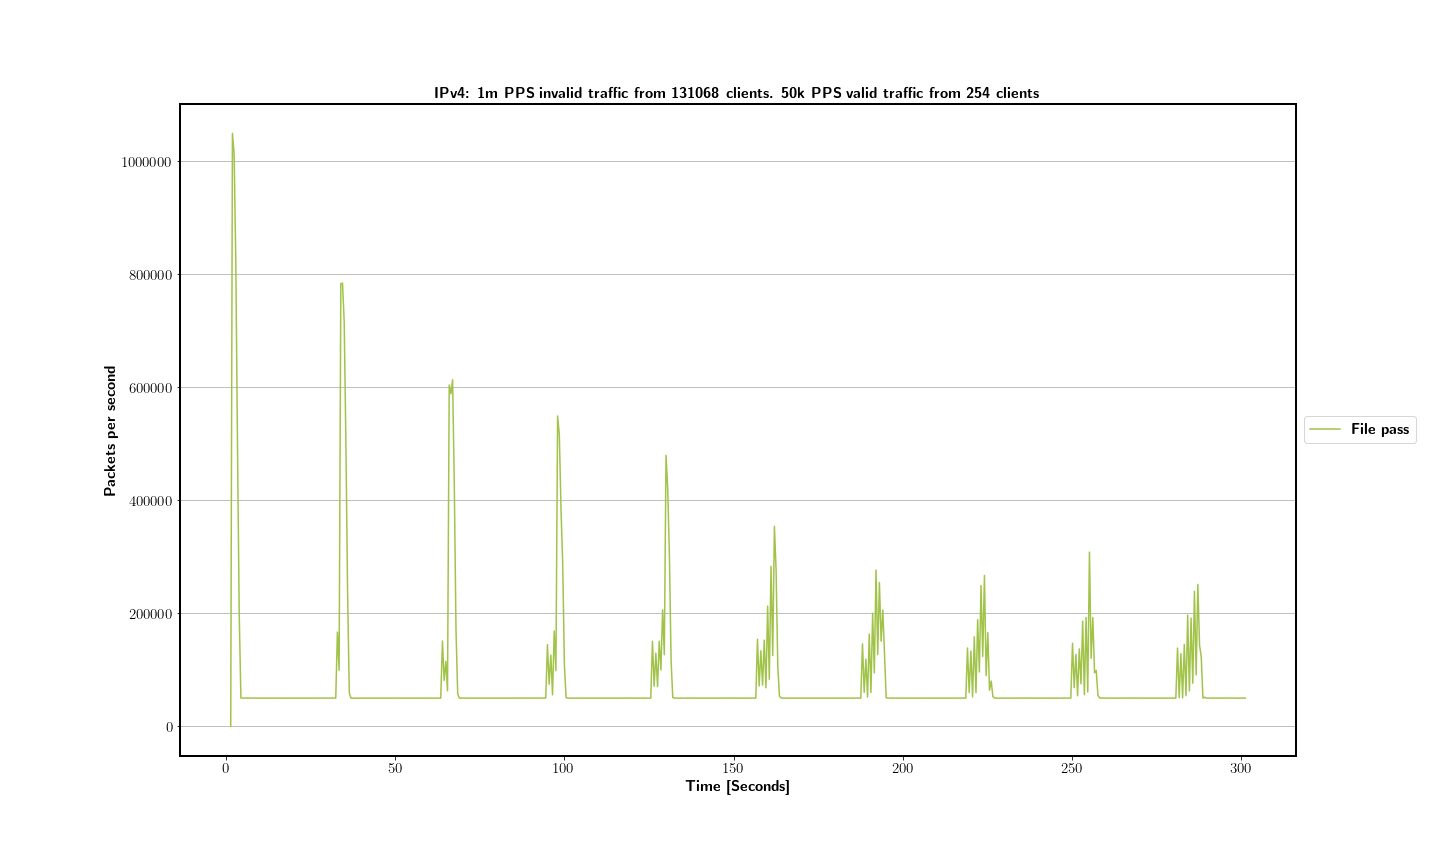 IPv4: 1m PPS invalid traffic from 131068 clients. 50k PPS valid traffic from 254 clients
1000000
800000
600000
400000
200000
0
Packets per second
0 50 100 150 200 250 300
Time [Seconds]
File pass